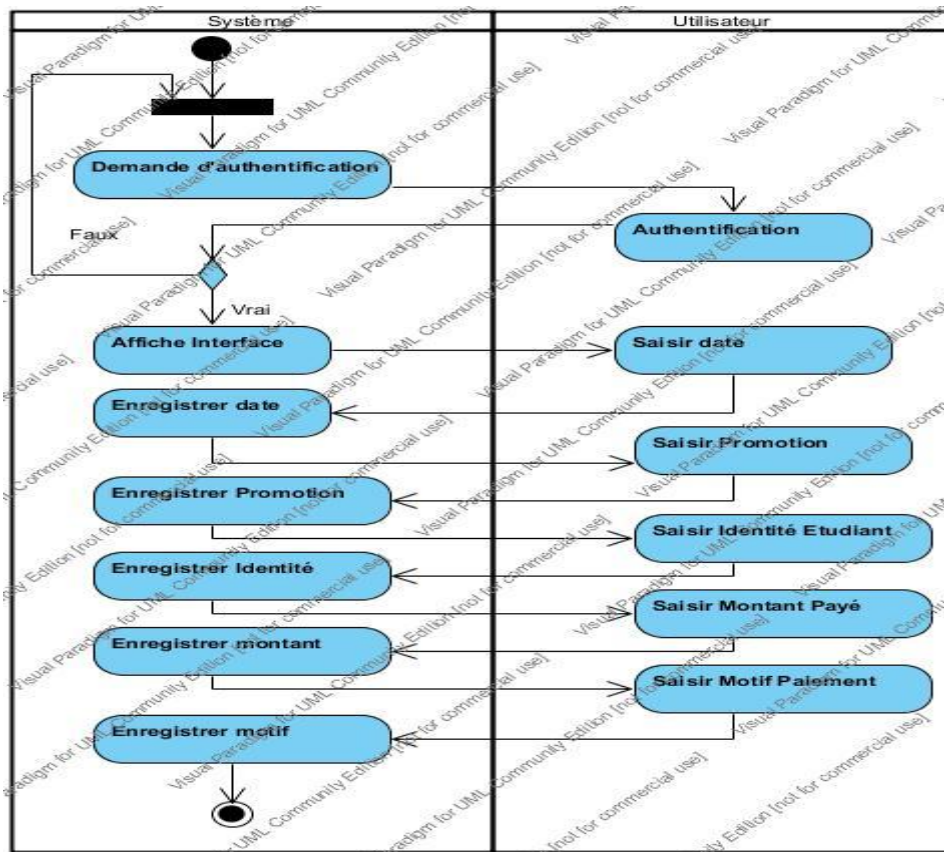 Système
Utilisateur
Demande d'authentification
Authentification
Faux
Vrai
Affiche Interface
Saisir date
Enregistrer date
Saisir Promotion
Enregistrer Promotion
Saisir Identité Etudiant
Enregistrer Identité
Saisir Montant Payé
Enregistrer montant
Saisir Motif Paiement
Enregistrer motif
Visual Paradigm for UML Community Edition [not for commercial use]